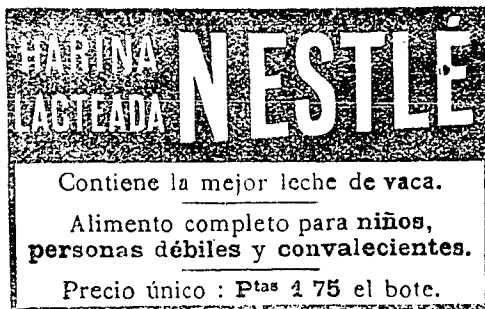 HARINA
LACTEADA
NESTLÉ
Contiene la mejor leche de vaca.
Alimento completo para niños,
personas débiles y convalecientes.
Precio único : Ptas 1 75 el bote.